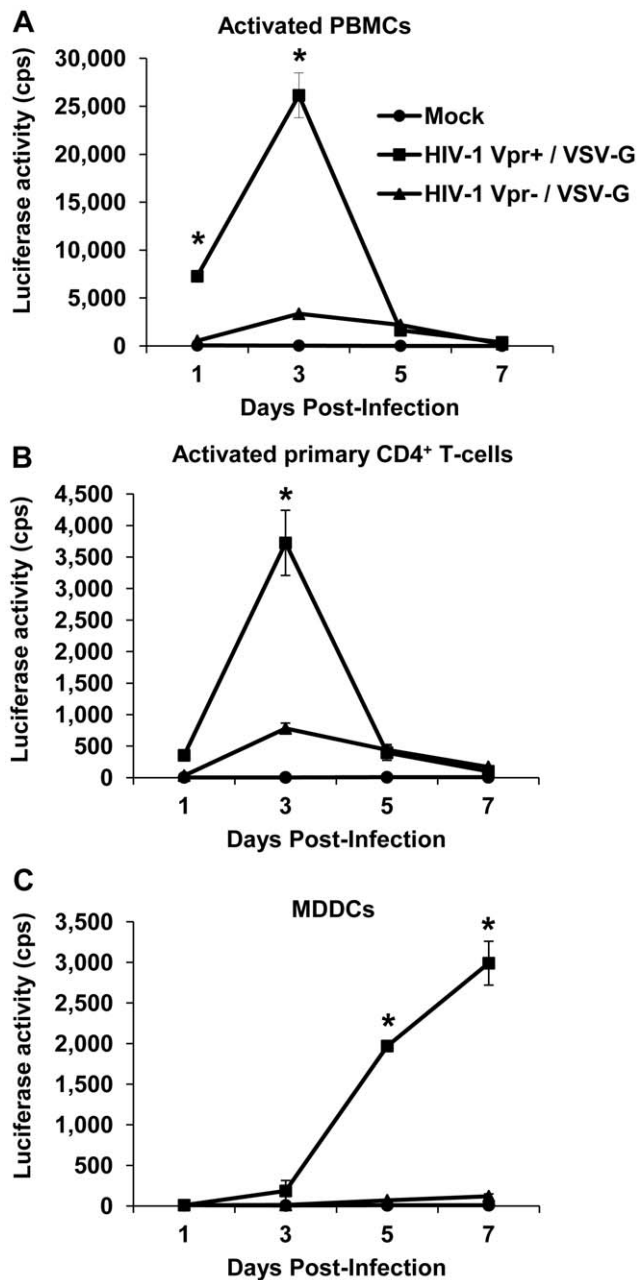 A
Activated PBMCs
Luciferase activity (cps)
30,000
25,000
20,000
15,000
10,000
5,000
0
*
*
Mock
HIV-1 Vpr+ / VSV-G
HIV-1 Vpr- / VSV-G
1 3 5 7
Days Post-Infection
B
Activated primary CD4⁺ T-cells
Luciferase activity (cps)
4,500
4,000
3,500
3,000
2,500
2,000
1,500
1,000
500
0
*
1 3 5 7
Days Post-Infection
C
MDDCs
Luciferase activity (cps)
3,500
3,000
2,500
2,000
1,500
1,000
500
0
*
*
1 3 5 7
Days Post-Infection